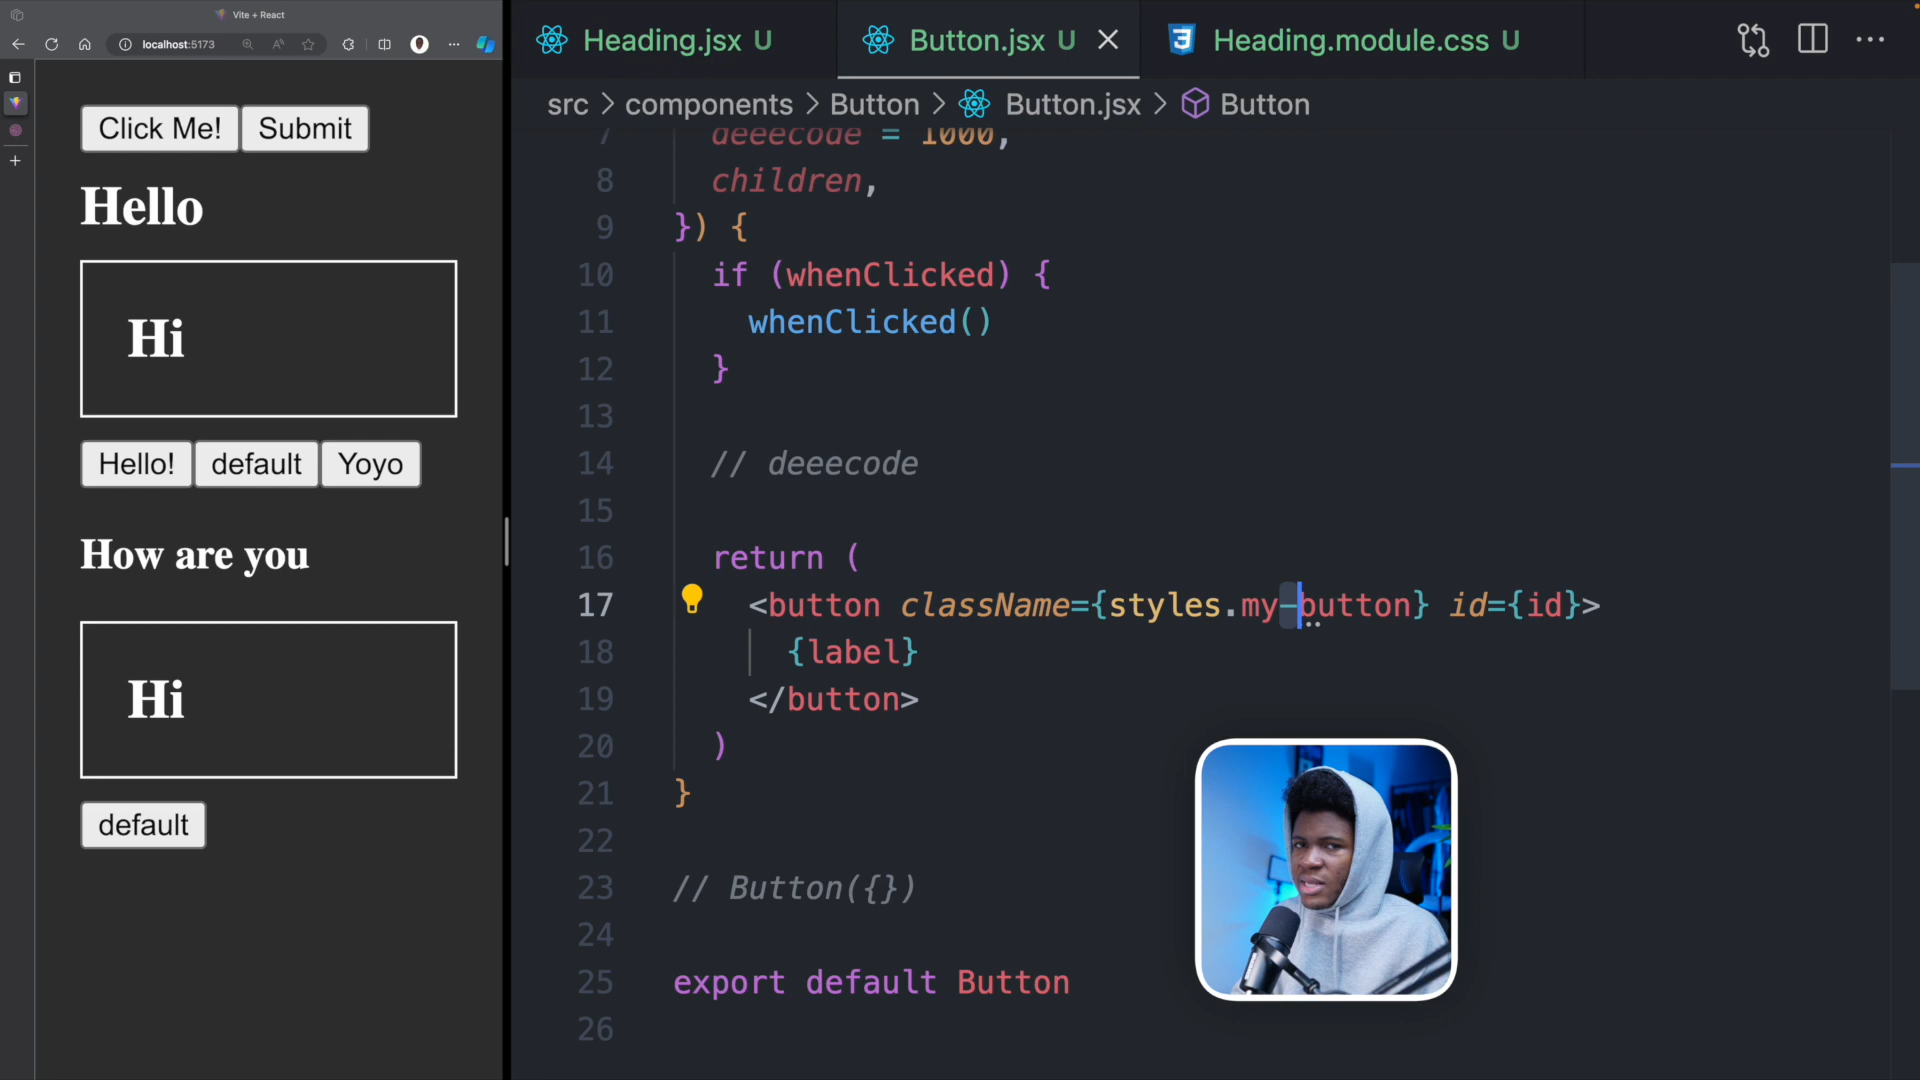 Vite + React
localhost:5173
Click Me!
Submit
Hello
Hi
Hello!
default
Yoyo
How are you
Hi
default
Heading.jsx U
Button.jsx U
Heading.module.css U
src > components > Button > Button.jsx > Button
7 deeecode = 1000,
8 children,
9 }) {
10 if (whenClicked) {
11 whenClicked()
12 }
13
14 // deeecode
15
16 return (
17 <button className={styles.my-button} id={id}>
18 {label}
19 </button>
20 )
21 }
22
23 // Button({})
24
25 export default Button
26